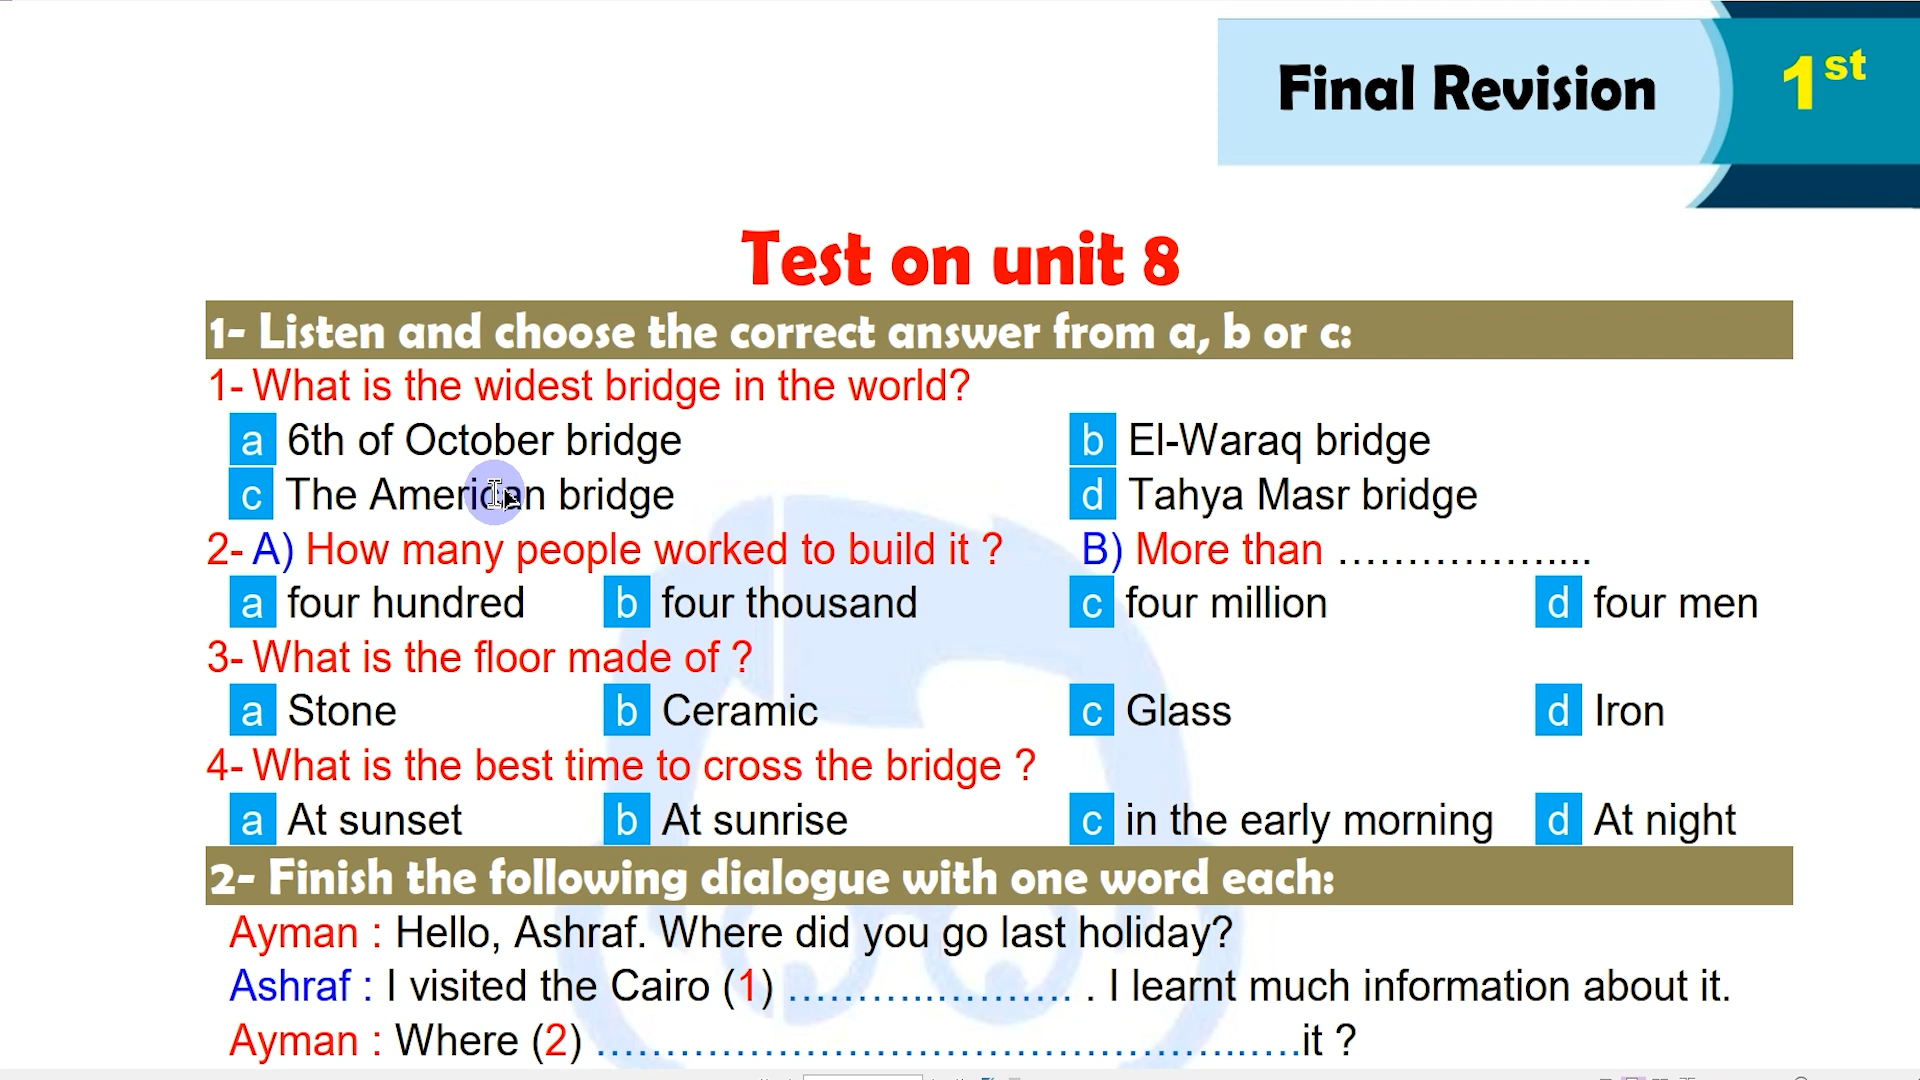 Final Revision 1st
Test on unit 8
1- Listen and choose the correct answer from a, b or c:
1- What is the widest bridge in the world?
a 6th of October bridge b El-Waraq bridge
c The American bridge d Tahya Masr bridge
2- A) How many people worked to build it ? B) More than ………………....
a four hundred b four thousand c four million d four men
3- What is the floor made of ?
a Stone b Ceramic c Glass d Iron
4- What is the best time to cross the bridge ?
a At sunset b At sunrise c in the early morning d At night
2- Finish the following dialogue with one word each:
Ayman : Hello, Ashraf. Where did you go last holiday?
Ashraf : I visited the Cairo (1) ………...………. . I learnt much information about it.
Ayman : Where (2) ………………………………………...….it ?